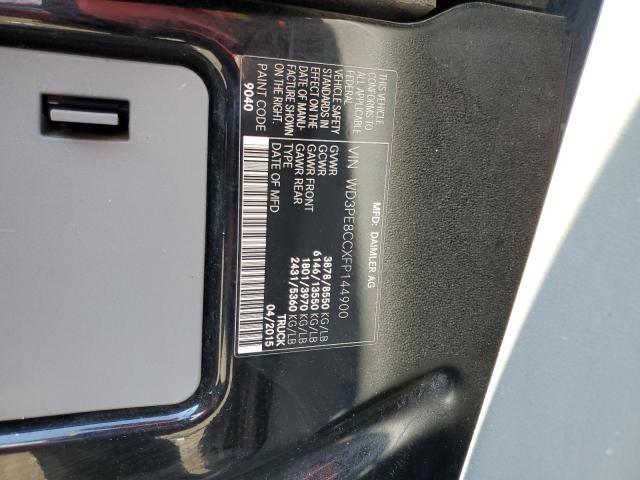 MFD: DAIMLER AG
VIN WD3PE8CCXFP144900
THIS VEHICLE
CONFORMS TO
ALL APPLICABLE
FEDERAL
VEHICLE SAFETY
STANDARDS IN
EFFECT ON THE
DATE OF MANU-
FACTURE SHOWN
ON THE RIGHT.
PAINT CODE
9040
GVWR 3878/8550 KG/LB
GCWR 6146/13550 KG/LB
GAWR FRONT 1801/3970 KG/LB
GAWR REAR 2431/5360 KG/LB
TYPE TRUCK
DATE OF MFD 04/2015